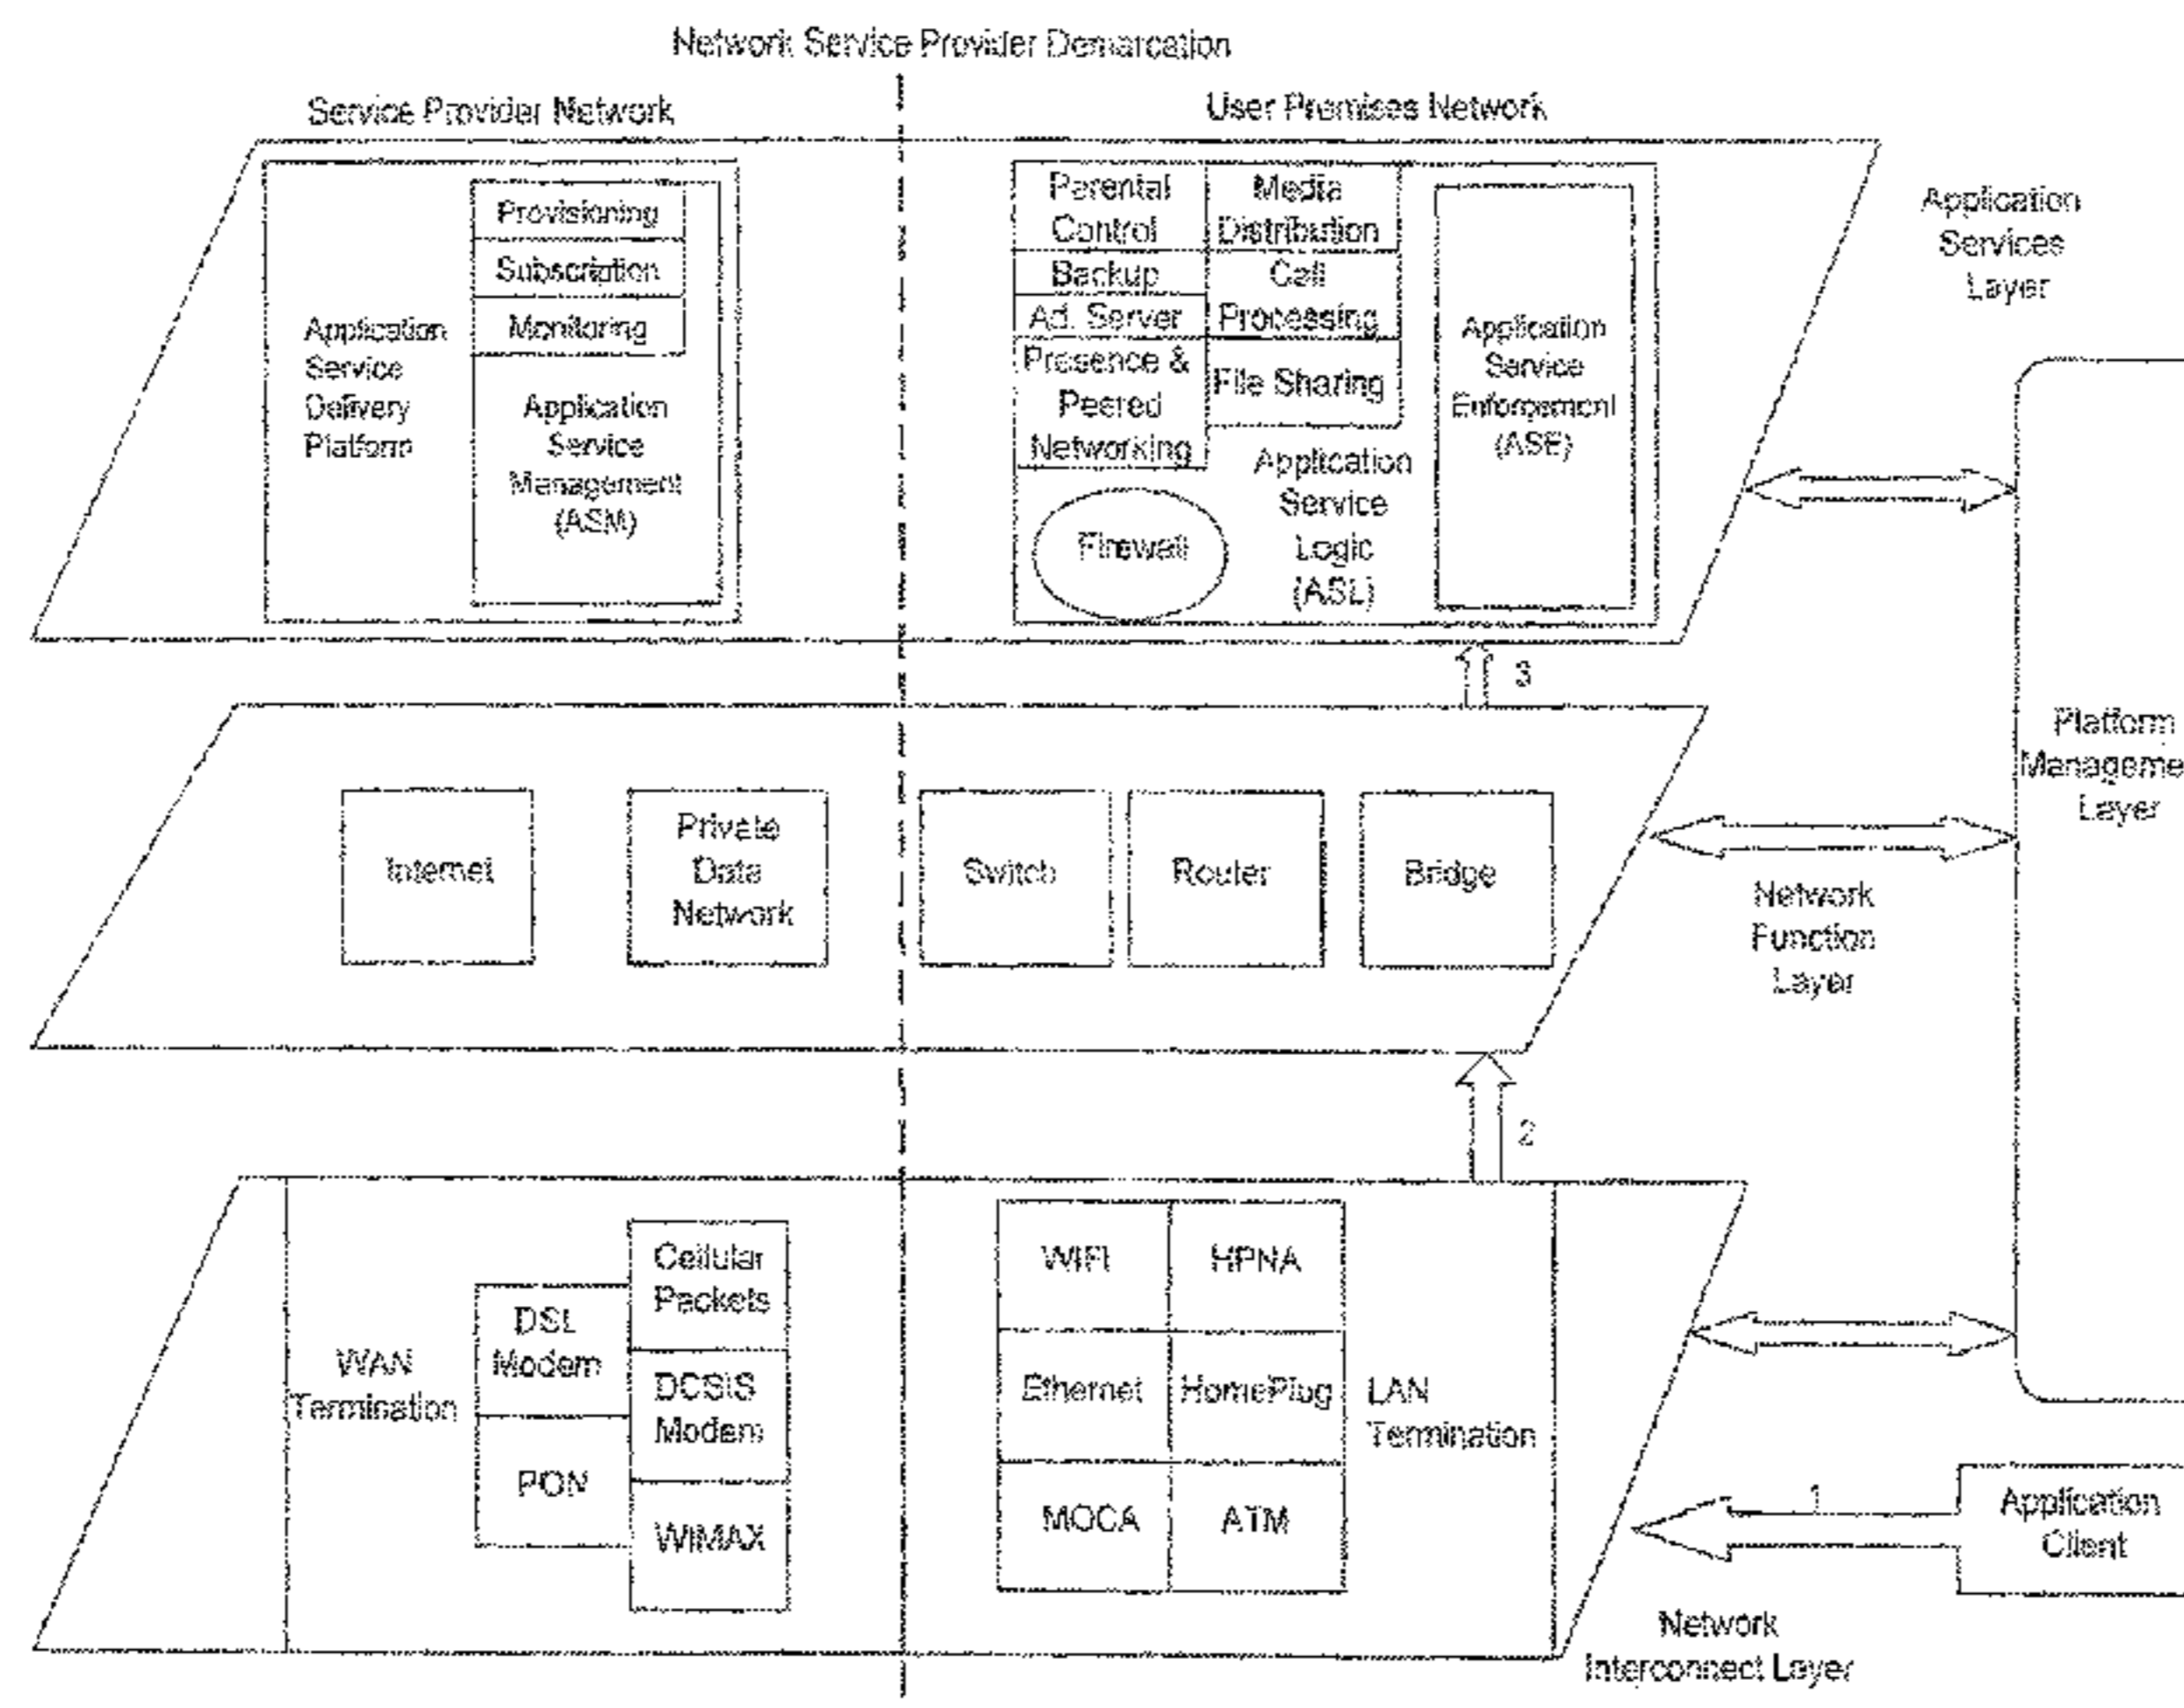 Network Service Provider Demarcation
Service Provider Network
User Premises Network
Provisioning
Subscription
Monitoring
Application
Service
Delivery
Platform
Application
Service
Management
(ASM)
Parental
Control
Media
Distribution
Backup
Call
Processing
Ad. Server
Presence &
Peered
Networking
File Sharing
Firewall
Application
Service
Logic
(ASL)
Application
Service
Enforcement
(ASE)
Application
Services
Layer
3
Internet
Private
Data
Network
Switch
Router
Bridge
Network
Function
Layer
Platform
Manageme
Layer
2
WAN
Termination
DSL
Modem
PON
Cellular
Packets
DCSIS
Modem
WIMAX
WIFI
HPNA
Ethernet
HomePlug
MOCA
ATM
LAN
Termination
1
Application
Client
Network
Interconnect Layer